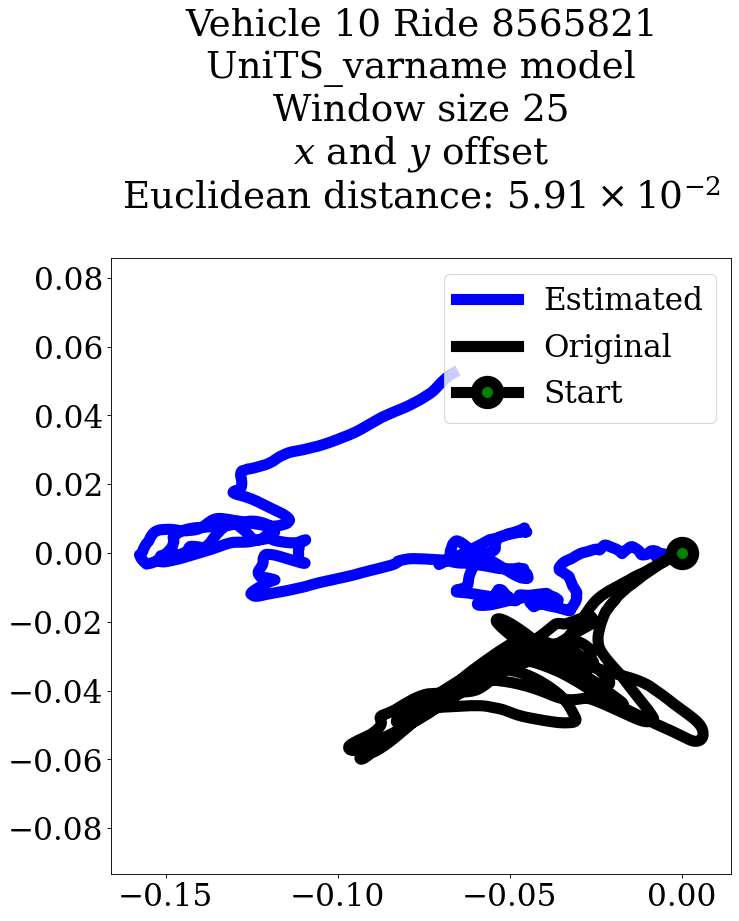 Vehicle 10 Ride 8565821
UniTS_varname model
Window size 25
x and y offset
Euclidean distance: 5.91 × 10⁻²
Estimated
Original
Start
0.08
0.06
0.04
0.02
0.00
−0.02
−0.04
−0.06
−0.08
−0.15 −0.10 −0.05 0.00